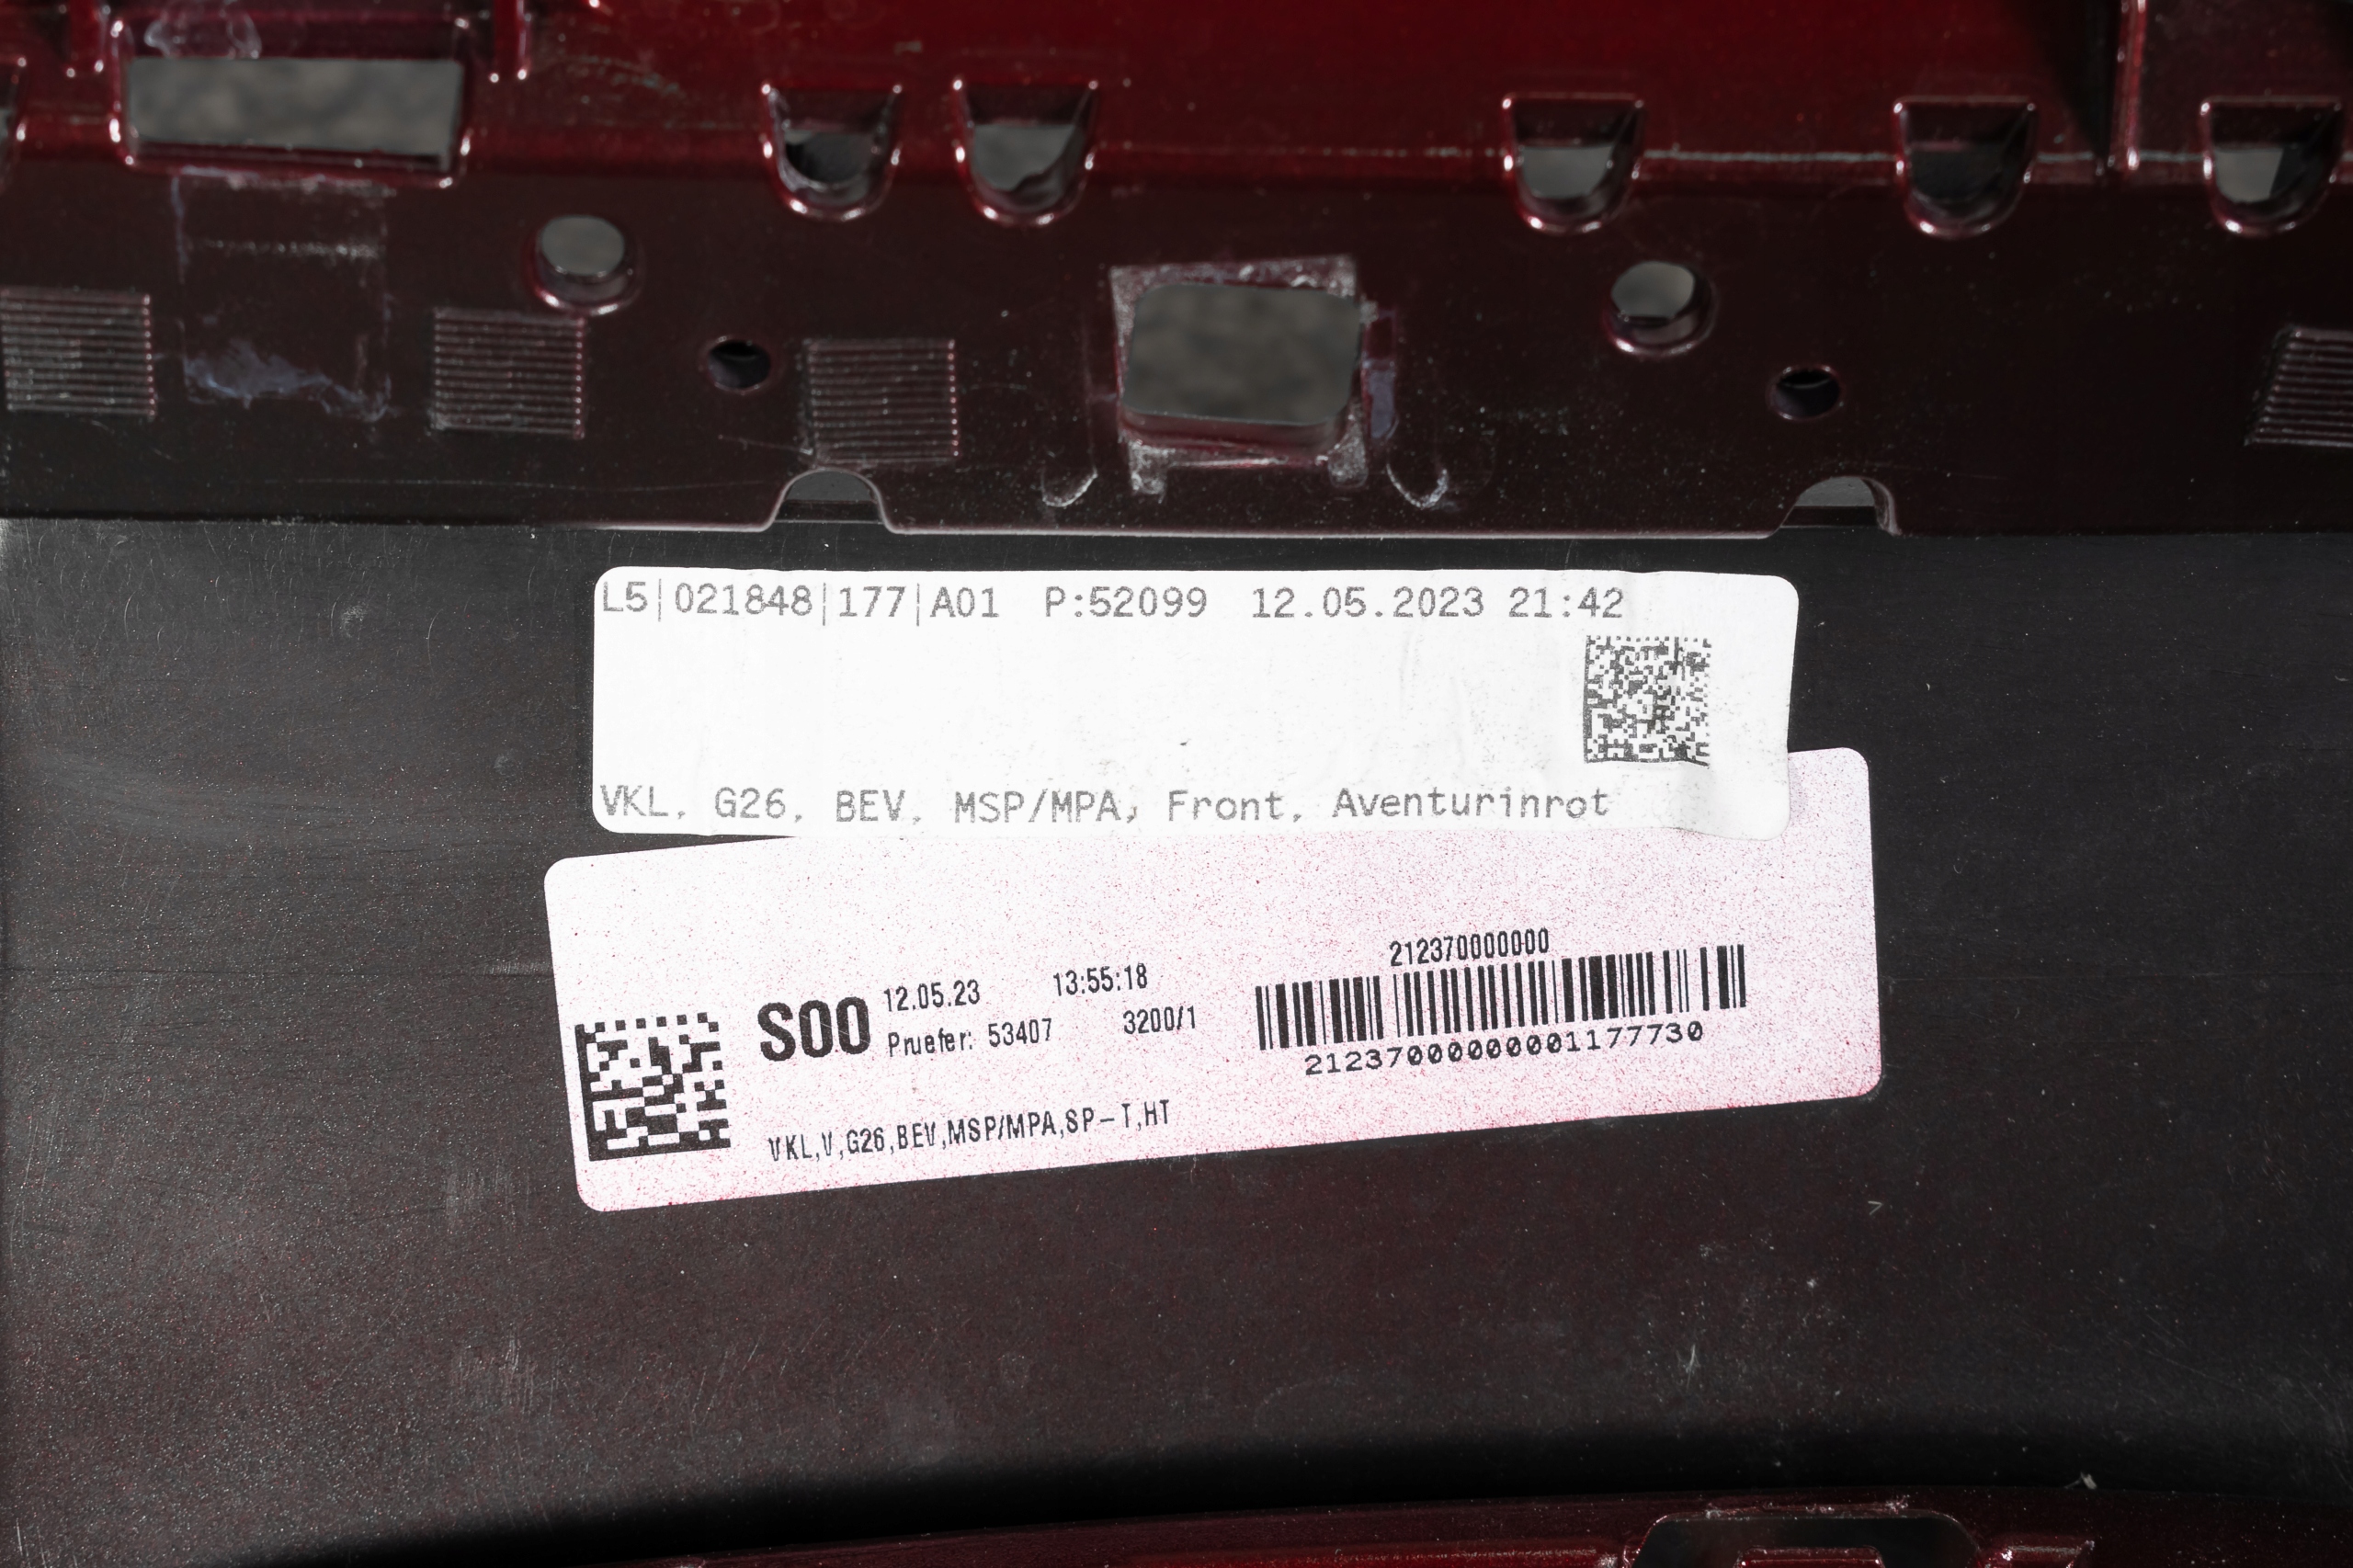 L5|021848|177|A01 P:52099 12.05.2023 21:42
VKL, G26, BEV, MSP/MPA, Front, Aventurinrot
212370000000
S00 12.05.23 13:55:18
Pruefer: 53407 3200/1
212370000000001177730
VKL,V,G26,BEV,MSP/MPA,SP-T,HT